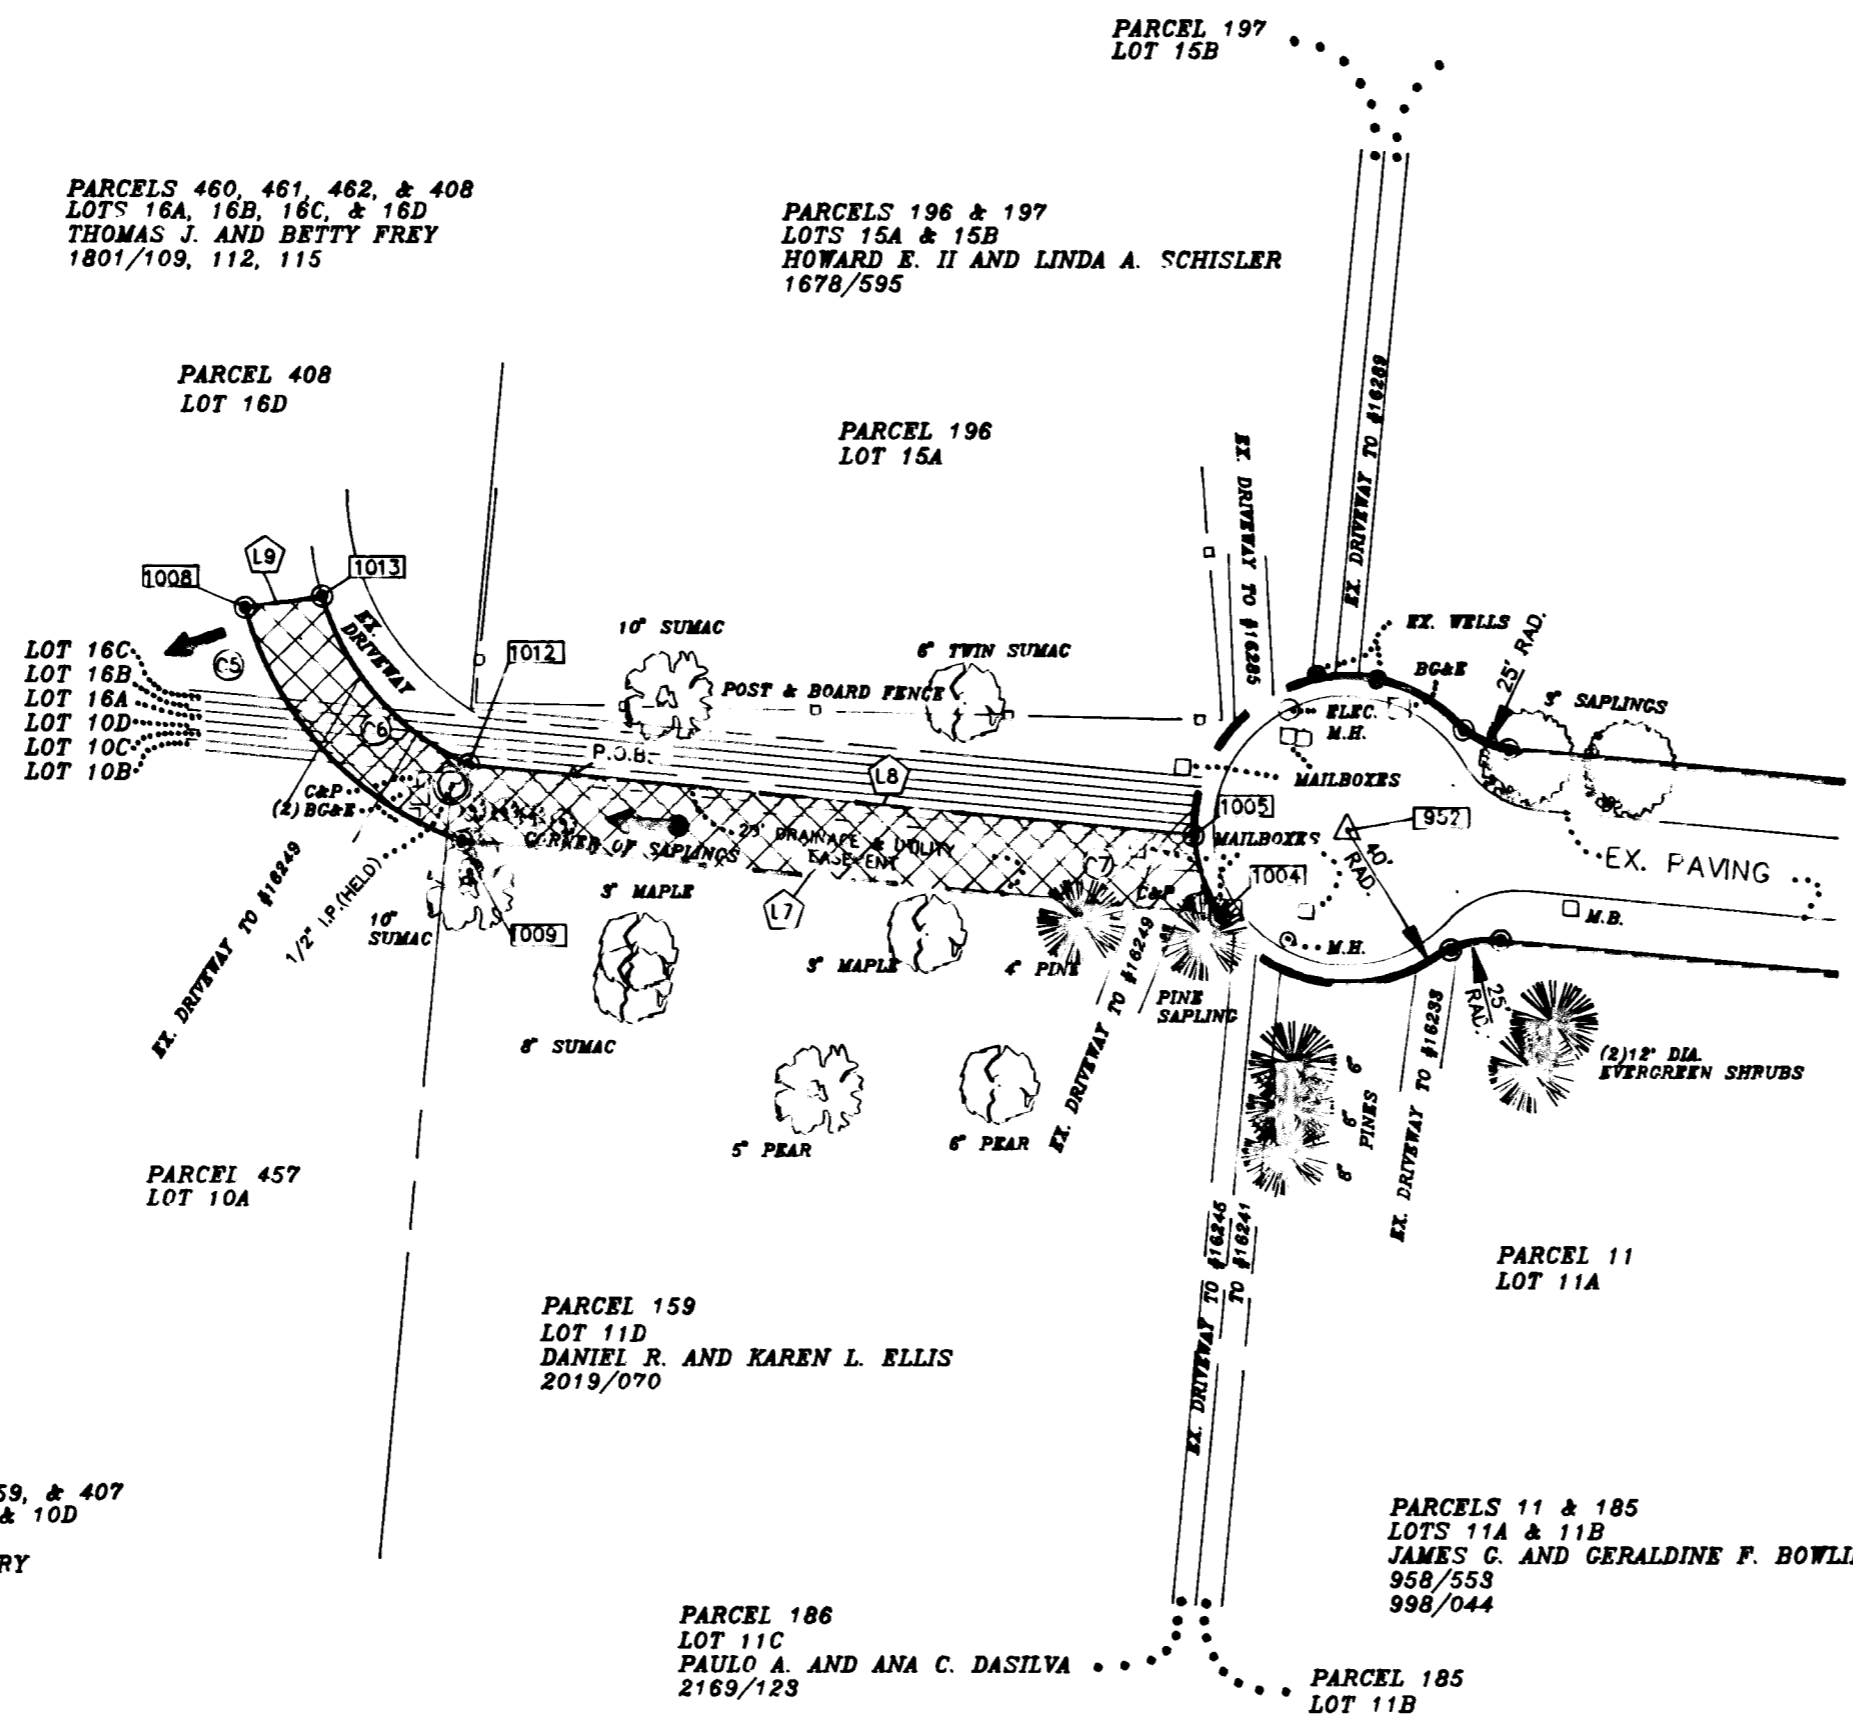 PARCEL 197
LOT 15B
PARCELS 460, 461, 462, & 408
LOTS 16A, 16B, 16C, & 16D
THOMAS J. AND BETTY FREY
1801/109, 112, 115
PARCELS 196 & 197
LOTS 15A & 15B
HOWARD E. II AND LINDA A. SCHISLER
1678/595
PARCEL 408
LOT 16D
PARCEL 196
LOT 15A
EX. DRIVEWAY TO #16285
EX. DRIVEWAY TO #16289
L9
1008
1013
EX.
DRIVEWAY
LOT 16C
LOT 16B
LOT 16A
LOT 10D
LOT 10C
LOT 10B
C5
C6
1012
10" SUMAC
6" TWIN SUMAC
POST & BOARD FENCE
P.O.B.
L8
EX. WELLS
BG&E
25' RAD.
3" SAPLINGS
ELEC.
M.H.
MAILBOXES
1005
MAILBOXES
952
40'
RAD.
EX. PAVING
C&P
(2) BG&E
CORNER OF SAPLINGS
25' DRAINAGE & UTILITY
EASEMENT
C7
C&P
1004
M.B.
M.H.
EX. DRIVEWAY TO #16249
1/2" I.P.(HELD)
10"
SUMAC
1009
3" MAPLE
L7
3" MAPLE
4" PINE
EX. DRIVEWAY TO #16249
PINE
SAPLING
25'
RAD.
8" SUMAC
(2)12" DIA.
EVERGREEN SHRUBS
5" PEAR
6" PEAR
8" 6" 6"
PINES
EX. DRIVEWAY TO #16233
PARCEL 457
LOT 10A
EX. DRIVEWAY TO #16245
TO #16241
PARCEL 11
LOT 11A
PARCEL 159
LOT 11D
DANIEL R. AND KAREN L. ELLIS
2019/070
59, & 407
& 10D
RY
PARCELS 11 & 185
LOTS 11A & 11B
JAMES G. AND GERALDINE F. BOWLI
958/553
998/044
PARCEL 186
LOT 11C
PAULO A. AND ANA C. DASILVA
2169/123
PARCEL 185
LOT 11B